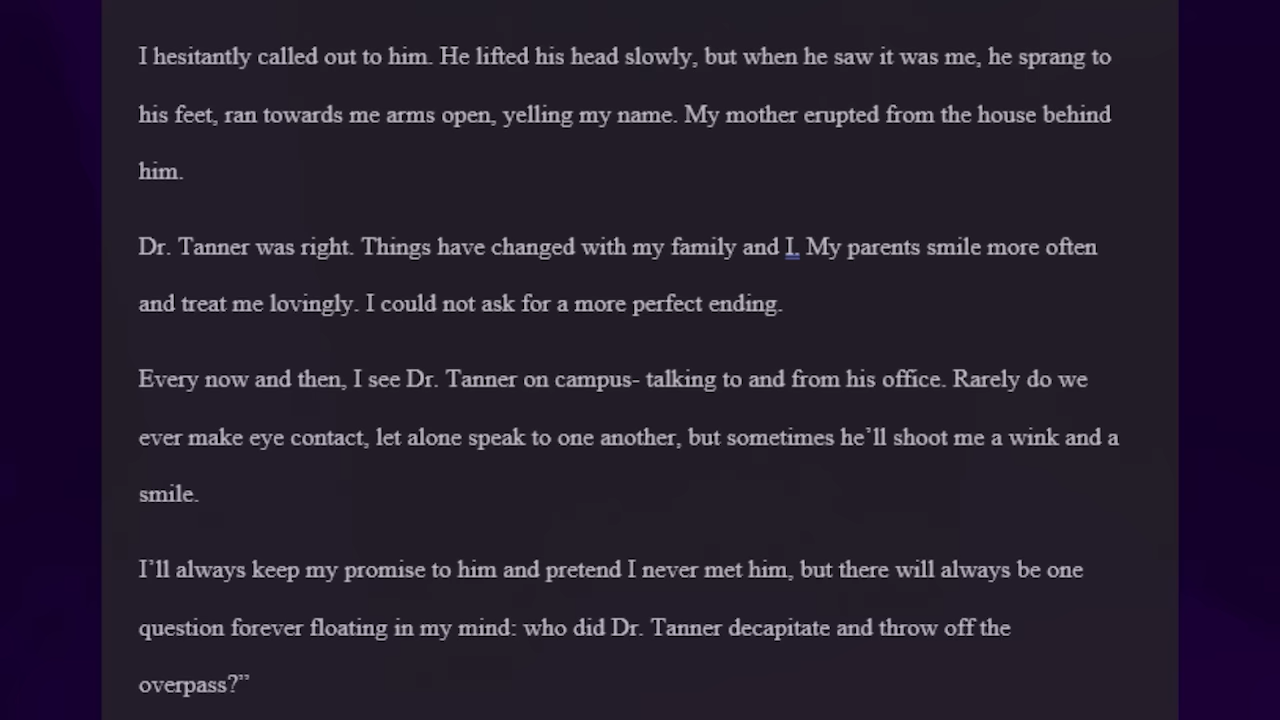 I hesitantly called out to him. He lifted his head slowly, but when he saw it was me, he sprang to
his feet, ran towards me arms open, yelling my name. My mother erupted from the house behind
him.
Dr. Tanner was right. Things have changed with my family and I. My parents smile more often
and treat me lovingly. I could not ask for a more perfect ending.
Every now and then, I see Dr. Tanner on campus- talking to and from his office. Rarely do we
ever make eye contact, let alone speak to one another, but sometimes he’ll shoot me a wink and a
smile.
I’ll always keep my promise to him and pretend I never met him, but there will always be one
question forever floating in my mind: who did Dr. Tanner decapitate and throw off the
overpass?”